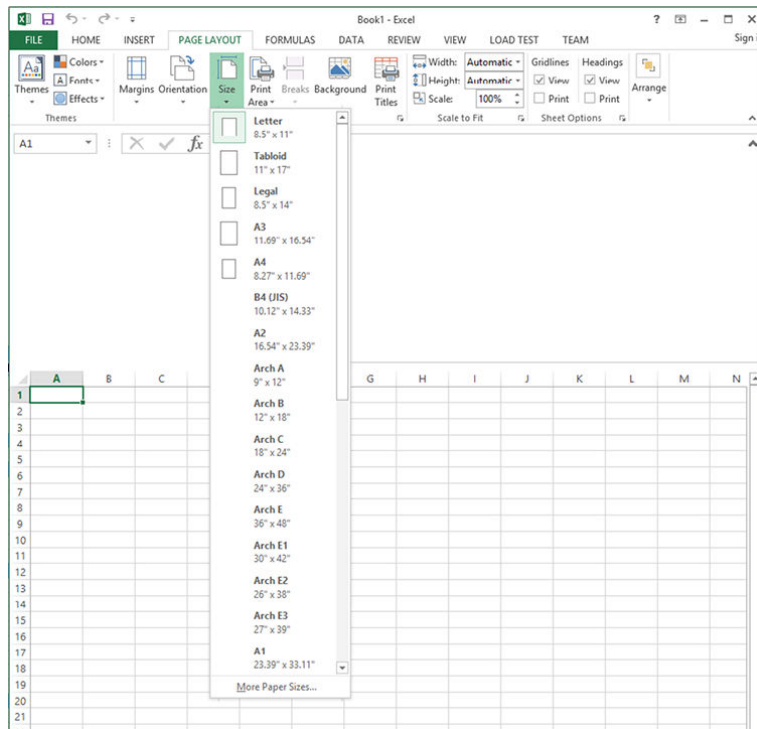 Book1 - Excel
?
FILE HOME INSERT PAGE LAYOUT FORMULAS DATA REVIEW VIEW LOAD TEST TEAM Sign i
Themes
Colors
Fonts
Effects
Margins
Orientation
Size
Print
Area
Breaks
Background
Print
Titles
Width: Automatic
Height: Automatic
Scale: 100%
Gridlines
View
Print
Headings
View
Print
Arrange
Themes
Scale to Fit
Sheet Options
A1
fx
Letter
8.5" x 11"
Tabloid
11" x 17"
Legal
8.5" x 14"
A3
11.69" x 16.54"
A4
8.27" x 11.69"
B4 (JIS)
10.12" x 14.33"
A2
16.54" x 23.39"
Arch A
9" x 12"
Arch B
12" x 18"
Arch C
18" x 24"
Arch D
24" x 36"
Arch E
36" x 48"
Arch E1
30" x 42"
Arch E2
26" x 38"
Arch E3
27" x 39"
A1
23.39" x 33.11"
More Paper Sizes...
A B C G H I J K L M N
1
2
3
4
5
6
7
8
9
10
11
12
13
14
15
16
17
18
19
20
21